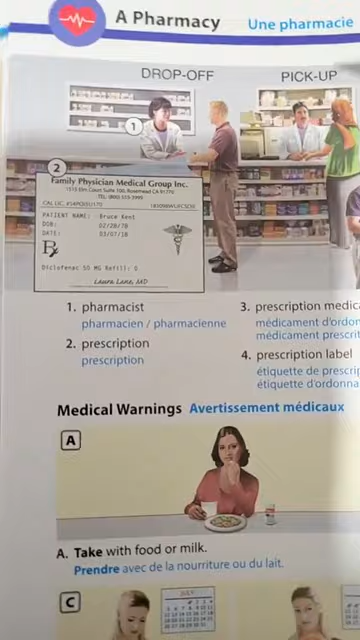 A Pharmacy Une pharmacie
DROP-OFF PICK-UP
1
2
Family Physician Medical Group Inc.
PATIENT NAME: Bruce Kent
DOB: 02/28/78
DATE: 03/07/18
Diclofenac 50 MG Refill: 0
Laura Lane, MD
1. pharmacist
pharmacien / pharmacienne
2. prescription
prescription
3. prescription medica
médicament d'ordon
médicament prescrit
4. prescription label
étiquette de prescrip
étiquette d'ordonna
Medical Warnings Avertissement médicaux
A
A. Take with food or milk.
Prendre avec de la nourriture ou du lait.
C
JULY